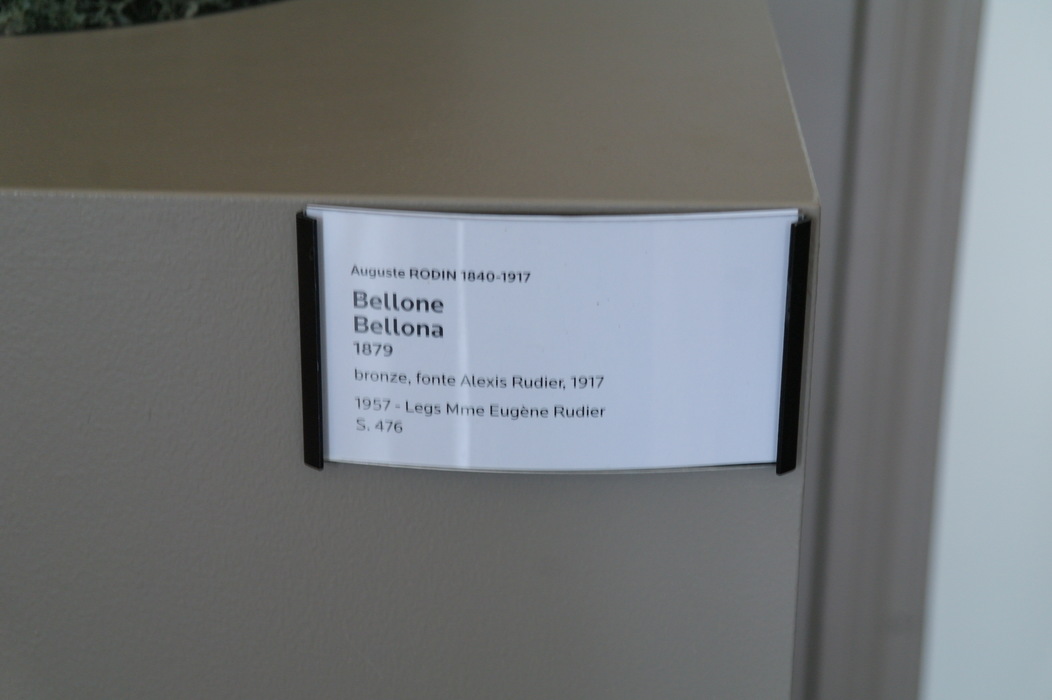 Auguste RODIN 1840-1917
Bellone
Bellona
1879
bronze, fonte Alexis Rudier, 1917
1957 - Legs Mme Eugène Rudier
S. 476